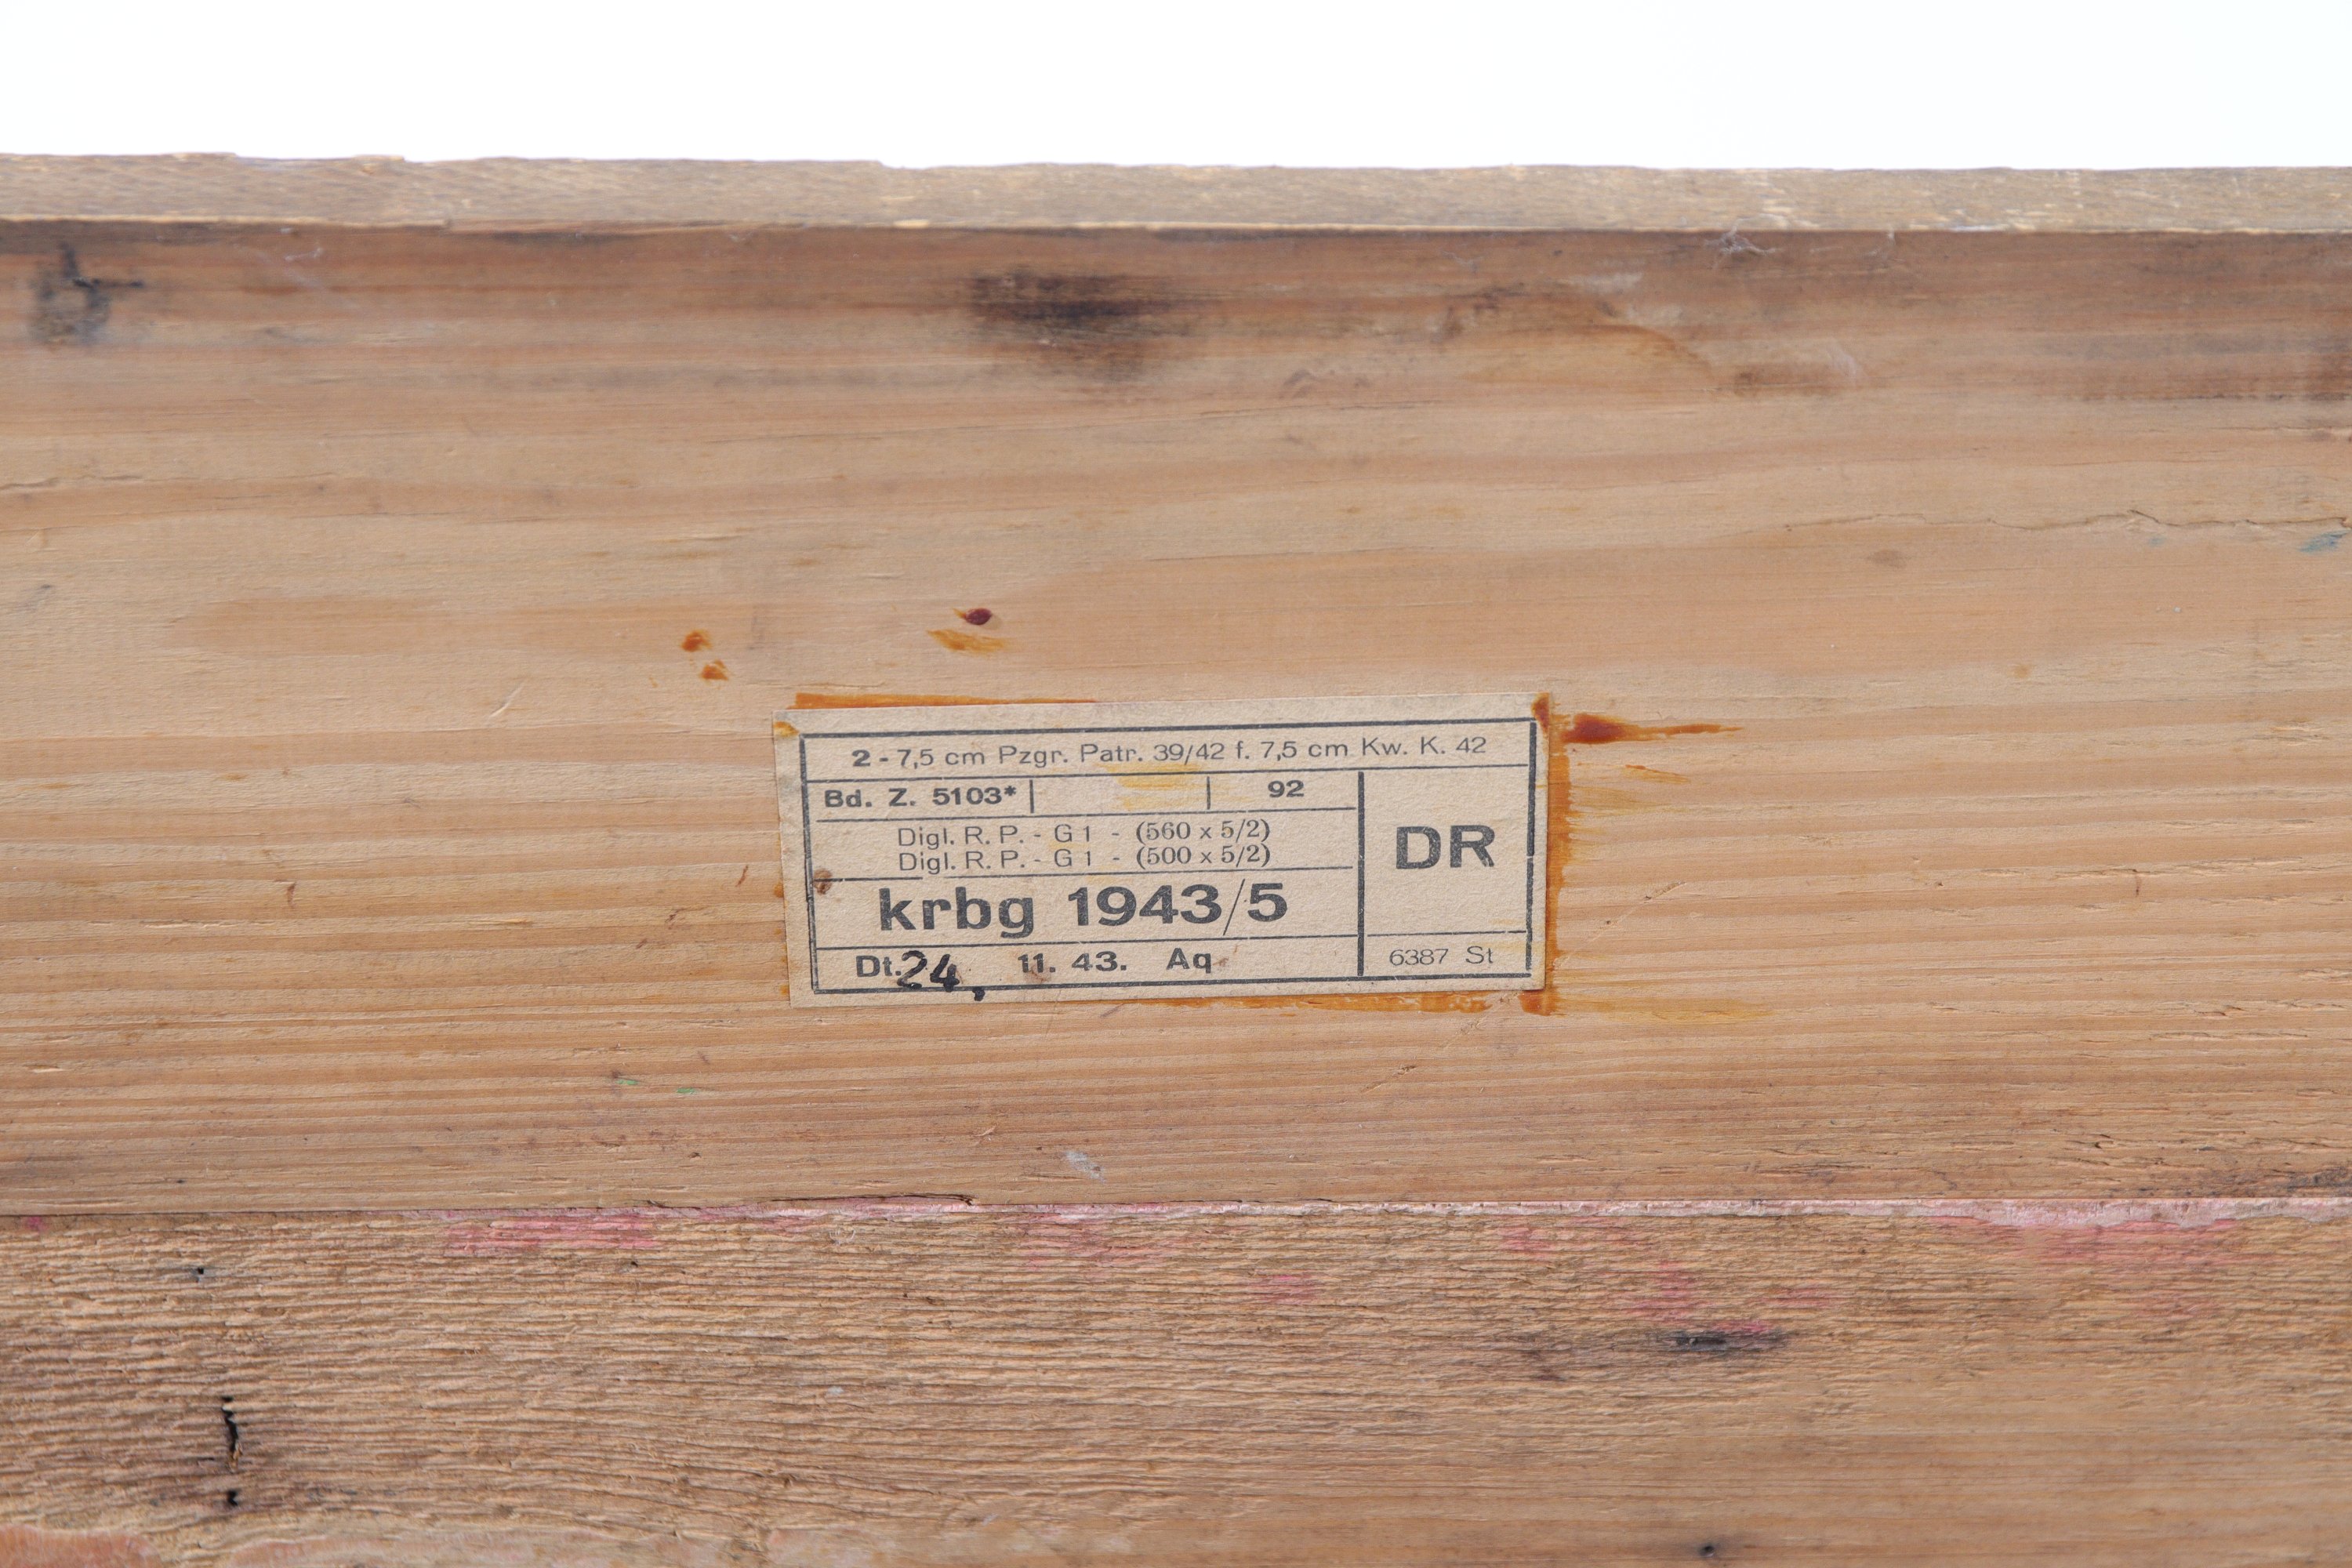 2 - 7,5 cm Pzgr. Patr. 39/42 f. 7,5 cm Kw. K. 42
Bd. Z. 5103* 92
Digl. R. P. - G 1 - (560 x 5/2)
Digl. R. P. - G 1 - (500 x 5/2)
DR
krbg 1943/5
Dt. 24, 11. 43. Aq
6387 St